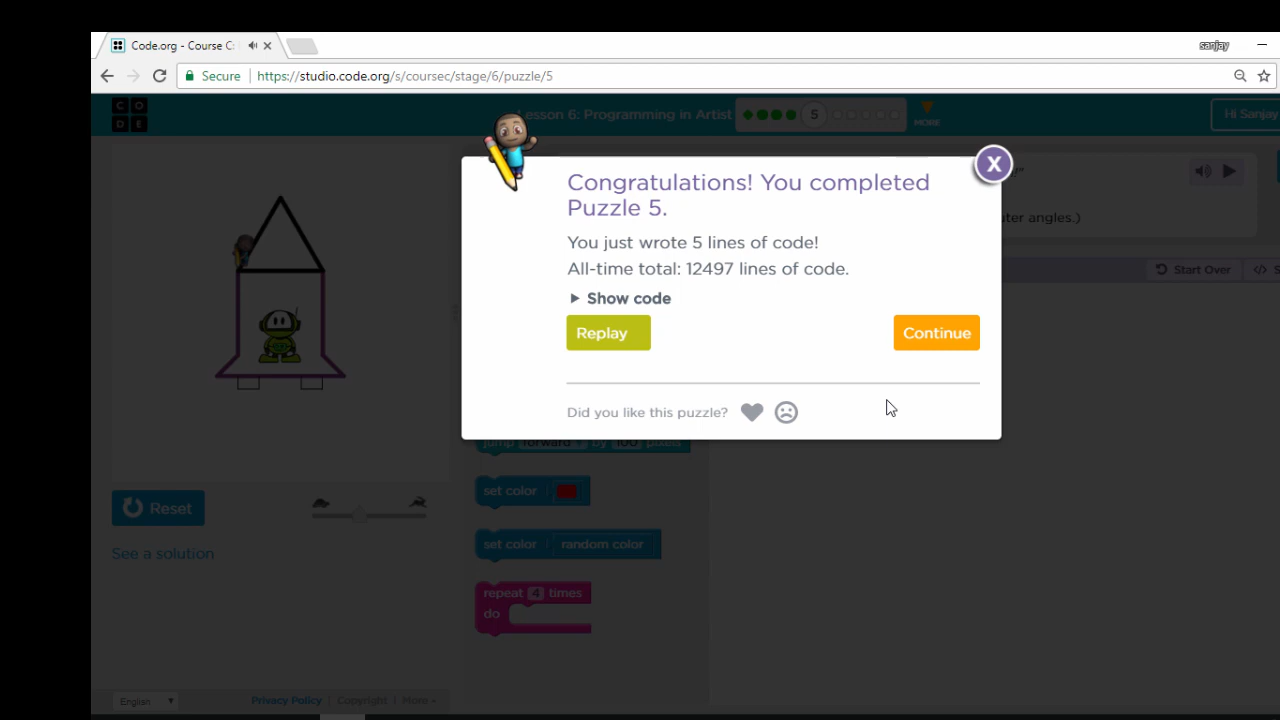 Code.org - Course C:
sanjay
Secure
https://studio.code.org/s/coursec/stage/6/puzzle/5
C O
D E
esson 6: Programming in Artist
5
MORE
Hi Sanjay
Congratulations! You completed
Puzzle 5.
X
ter angles.)
You just wrote 5 lines of code!
All-time total: 12497 lines of code.
Start Over
Show code
Replay
Continue
Did you like this puzzle?
jump forward by 100 pixels
set color
Reset
set color random color
See a solution
repeat 4 times
do
English
Privacy Policy | Copyright | More